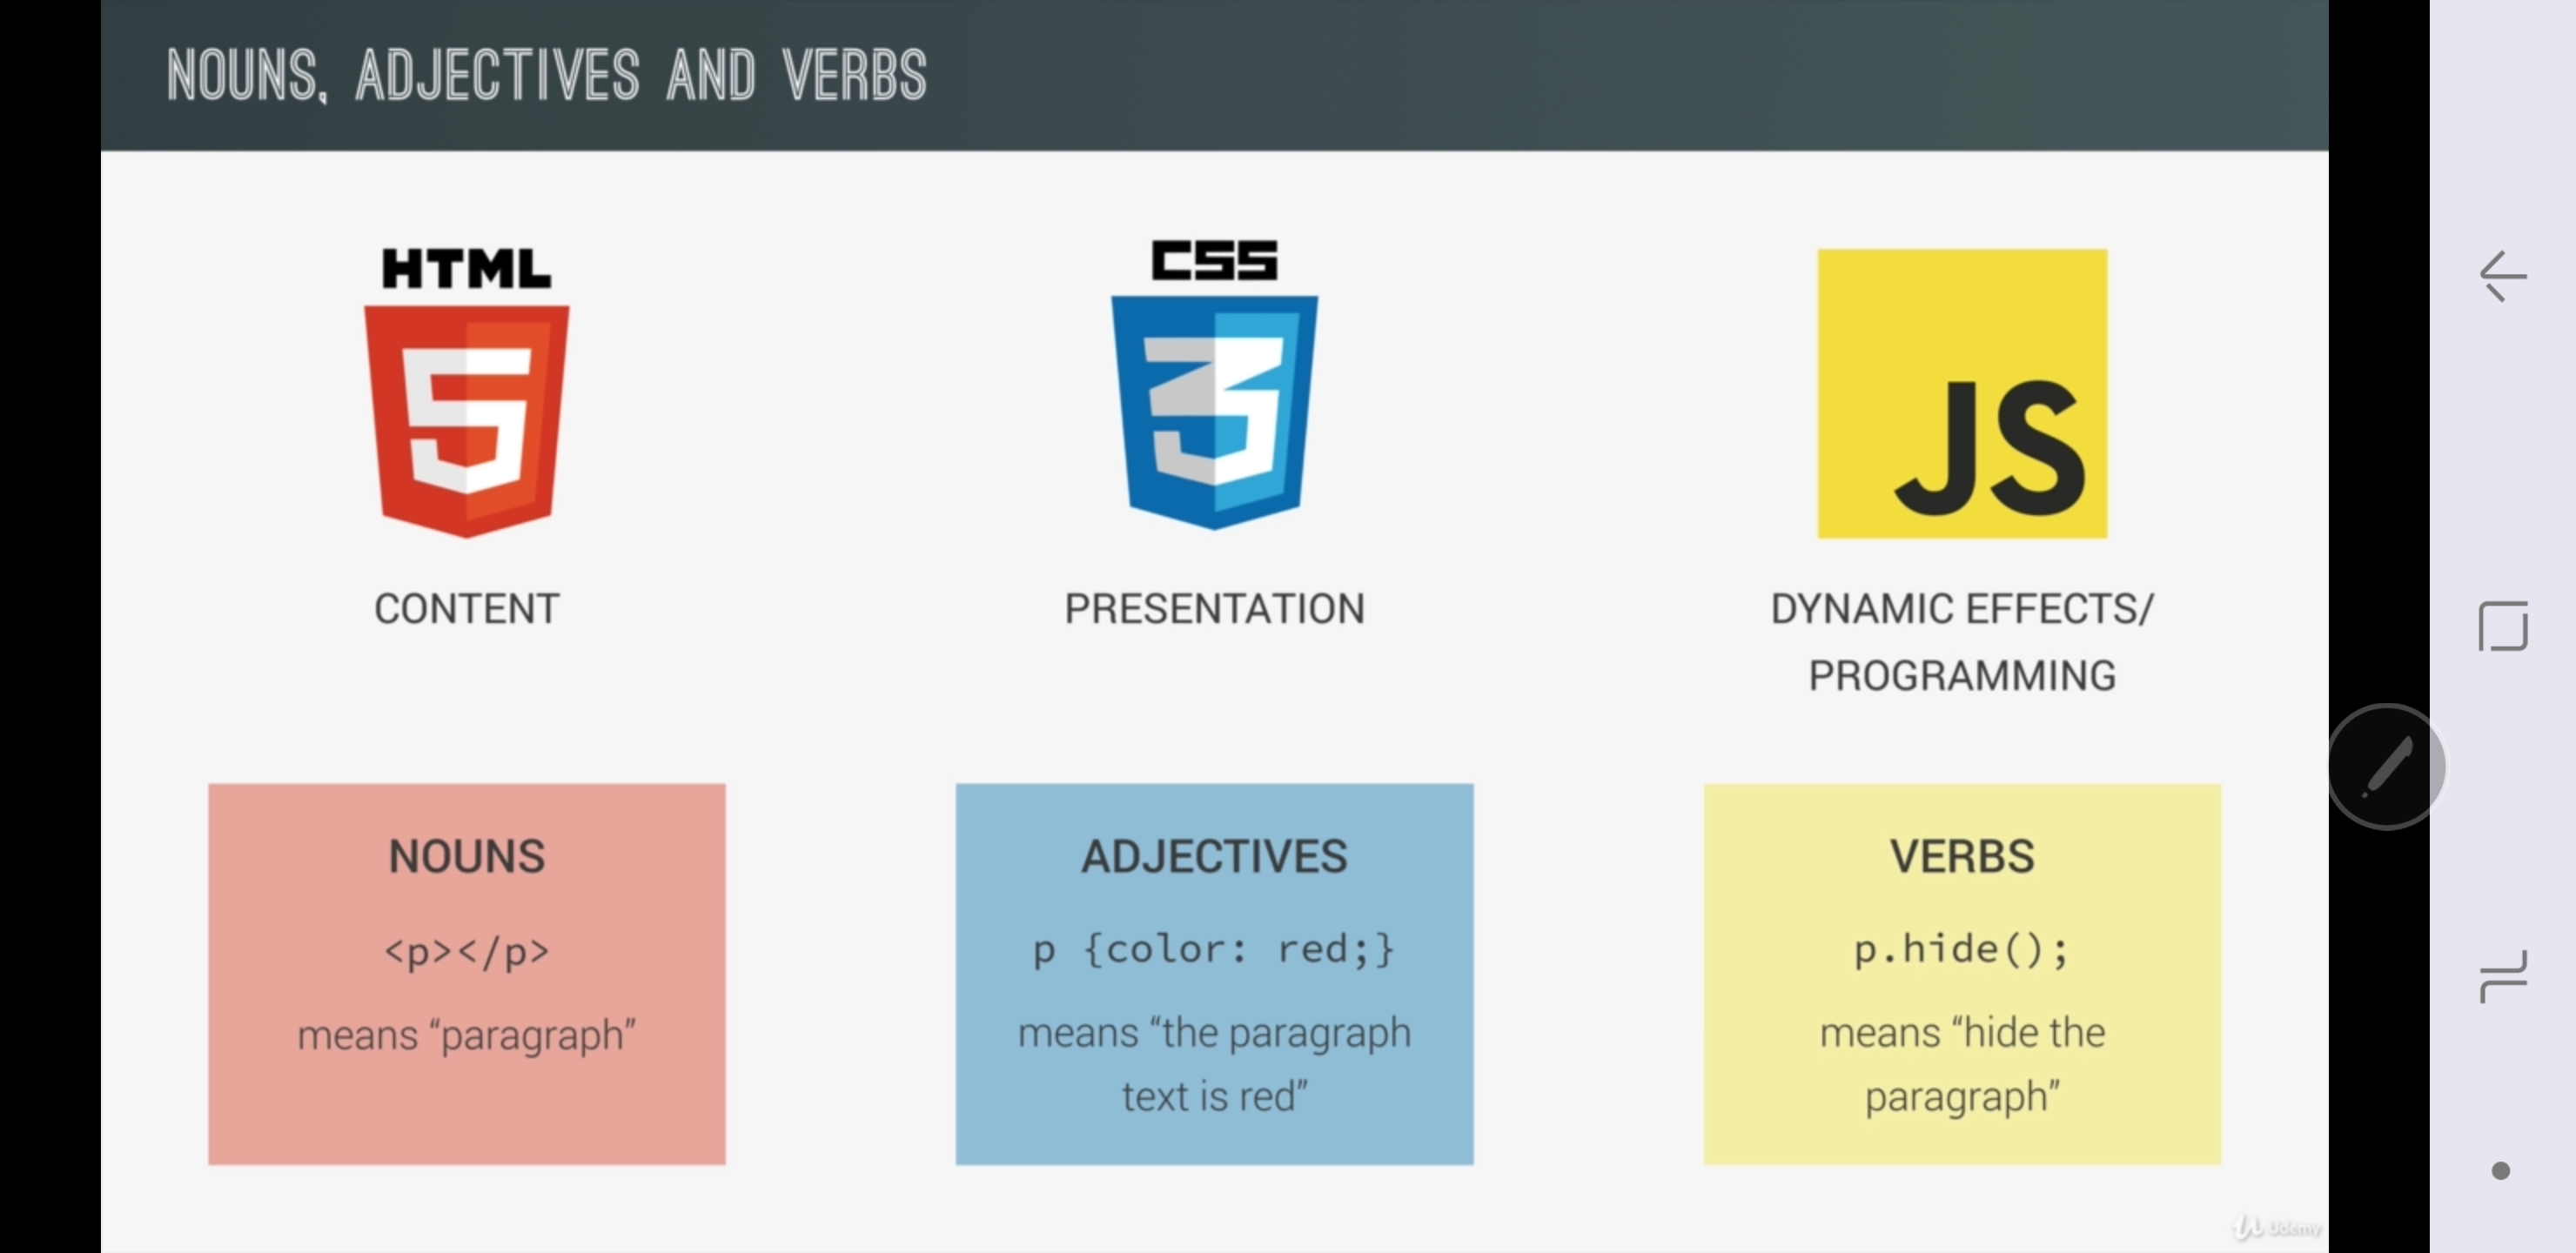 NOUNS, ADJECTIVES AND VERBS
HTML
5
CONTENT
NOUNS
<p></p>
means “paragraph”
CSS
3
PRESENTATION
ADJECTIVES
p {color: red;}
means “the paragraph
text is red”
JS
DYNAMIC EFFECTS/
PROGRAMMING
VERBS
p.hide();
means “hide the
paragraph”
Udemy